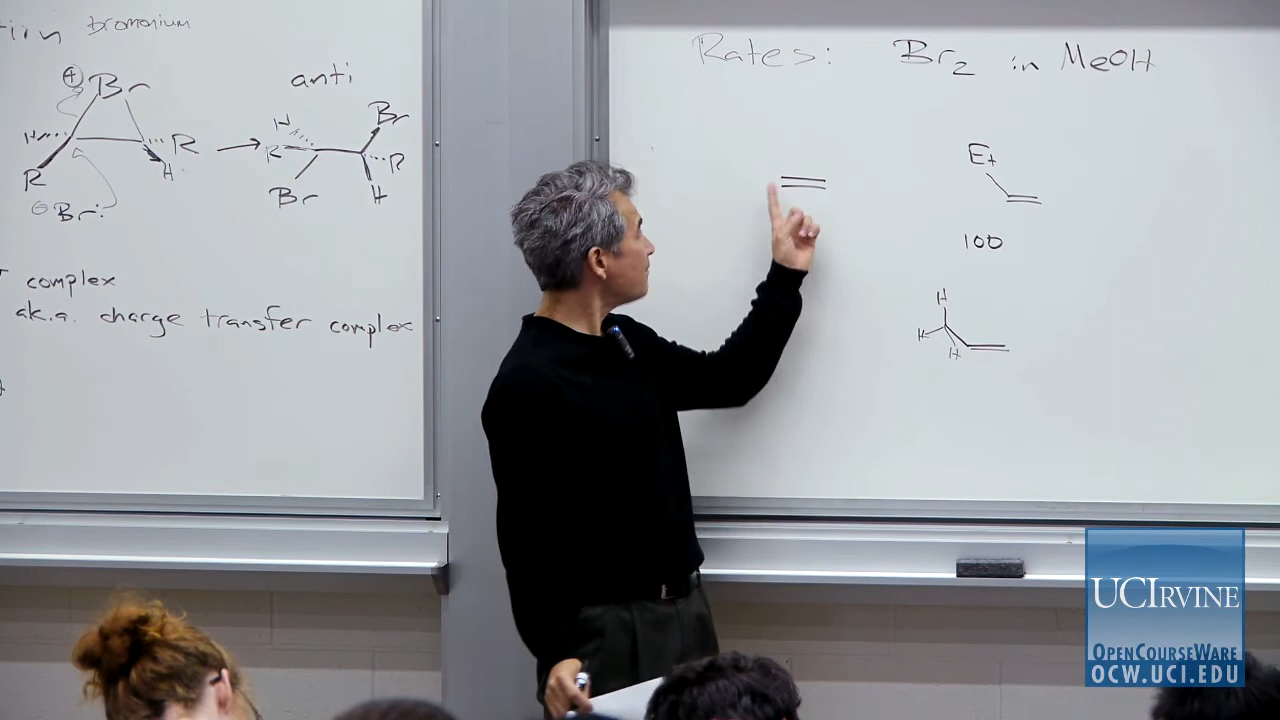 bromonium
⊕ Br
H R
R H
⊖ Br:
anti
H Br
R R
Br H
complex
a.k.a. charge transfer complex
Rates: Br2 in MeOH
Et
100
H
H
H
UCIRVINE
OPENCOURSEWARE
OCW.UCI.EDU